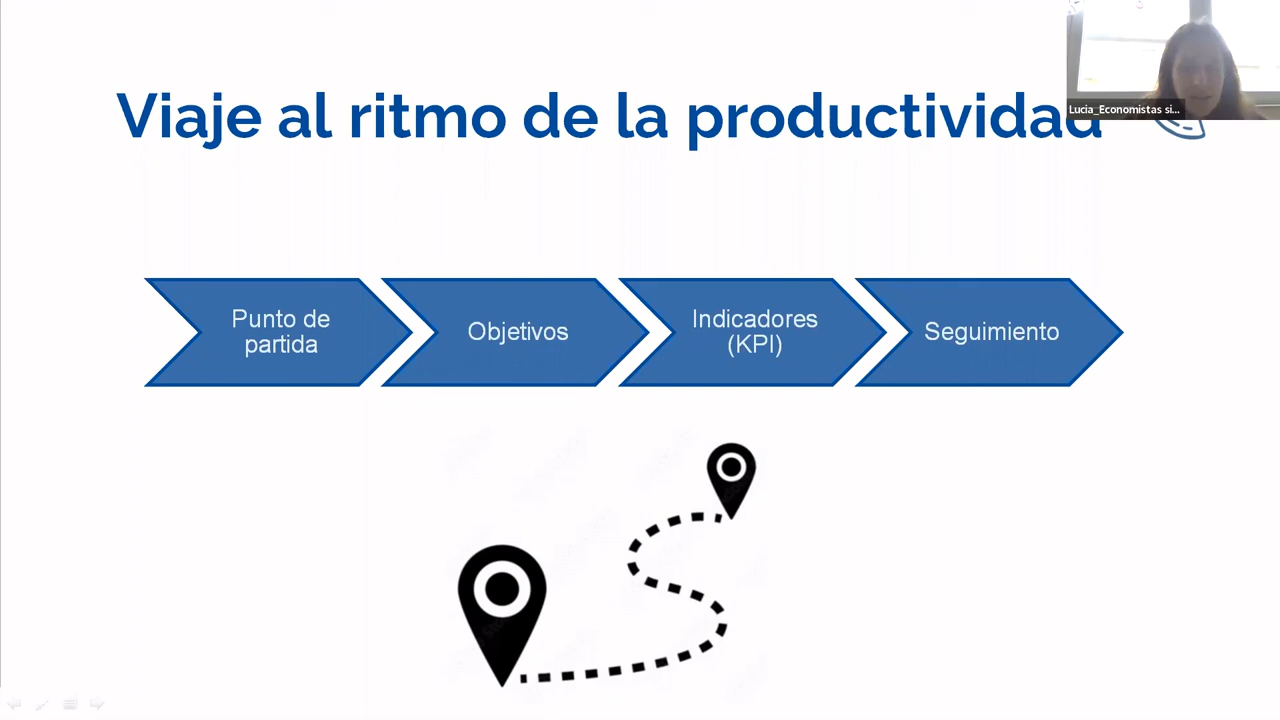 Viaje al ritmo de la productividad
Lucia_Economistas si...
Punto de
partida
Objetivos
Indicadores
(KPI)
Seguimiento